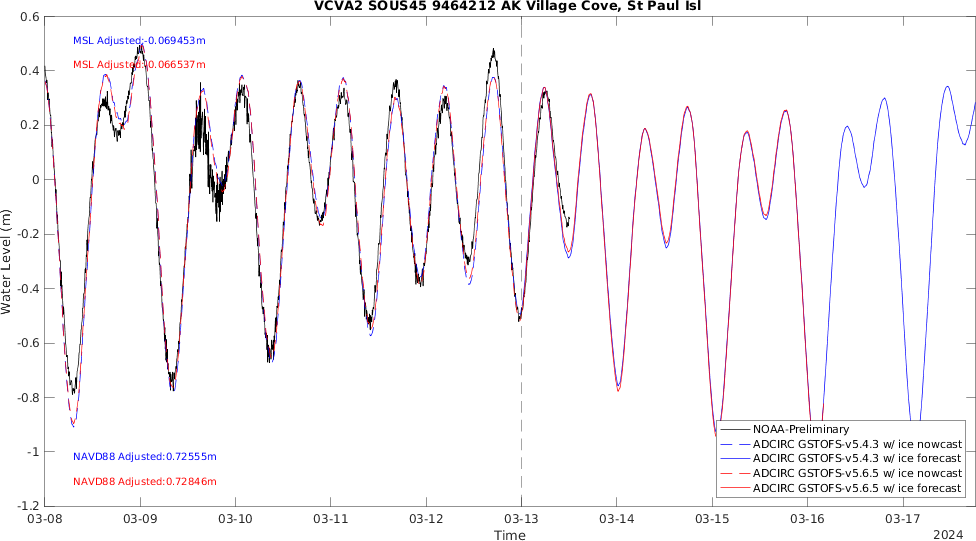 VCVA2 SOUS45 9464212 AK Village Cove, St Paul Isl
MSL Adjusted:-0.069453m
MSL Adjusted:-0.066537m
NAVD88 Adjusted:0.72555m
NAVD88 Adjusted:0.72846m
Water Level (m)
0.6
0.4
0.2
0
-0.2
-0.4
-0.6
-0.8
-1
-1.2
NOAA-Preliminary
ADCIRC GSTOFS-v5.4.3 w/ ice nowcast
ADCIRC GSTOFS-v5.4.3 w/ ice forecast
ADCIRC GSTOFS-v5.6.5 w/ ice nowcast
ADCIRC GSTOFS-v5.6.5 w/ ice forecast
03-08 03-09 03-10 03-11 03-12 03-13 03-14 03-15 03-16 03-17
Time
2024